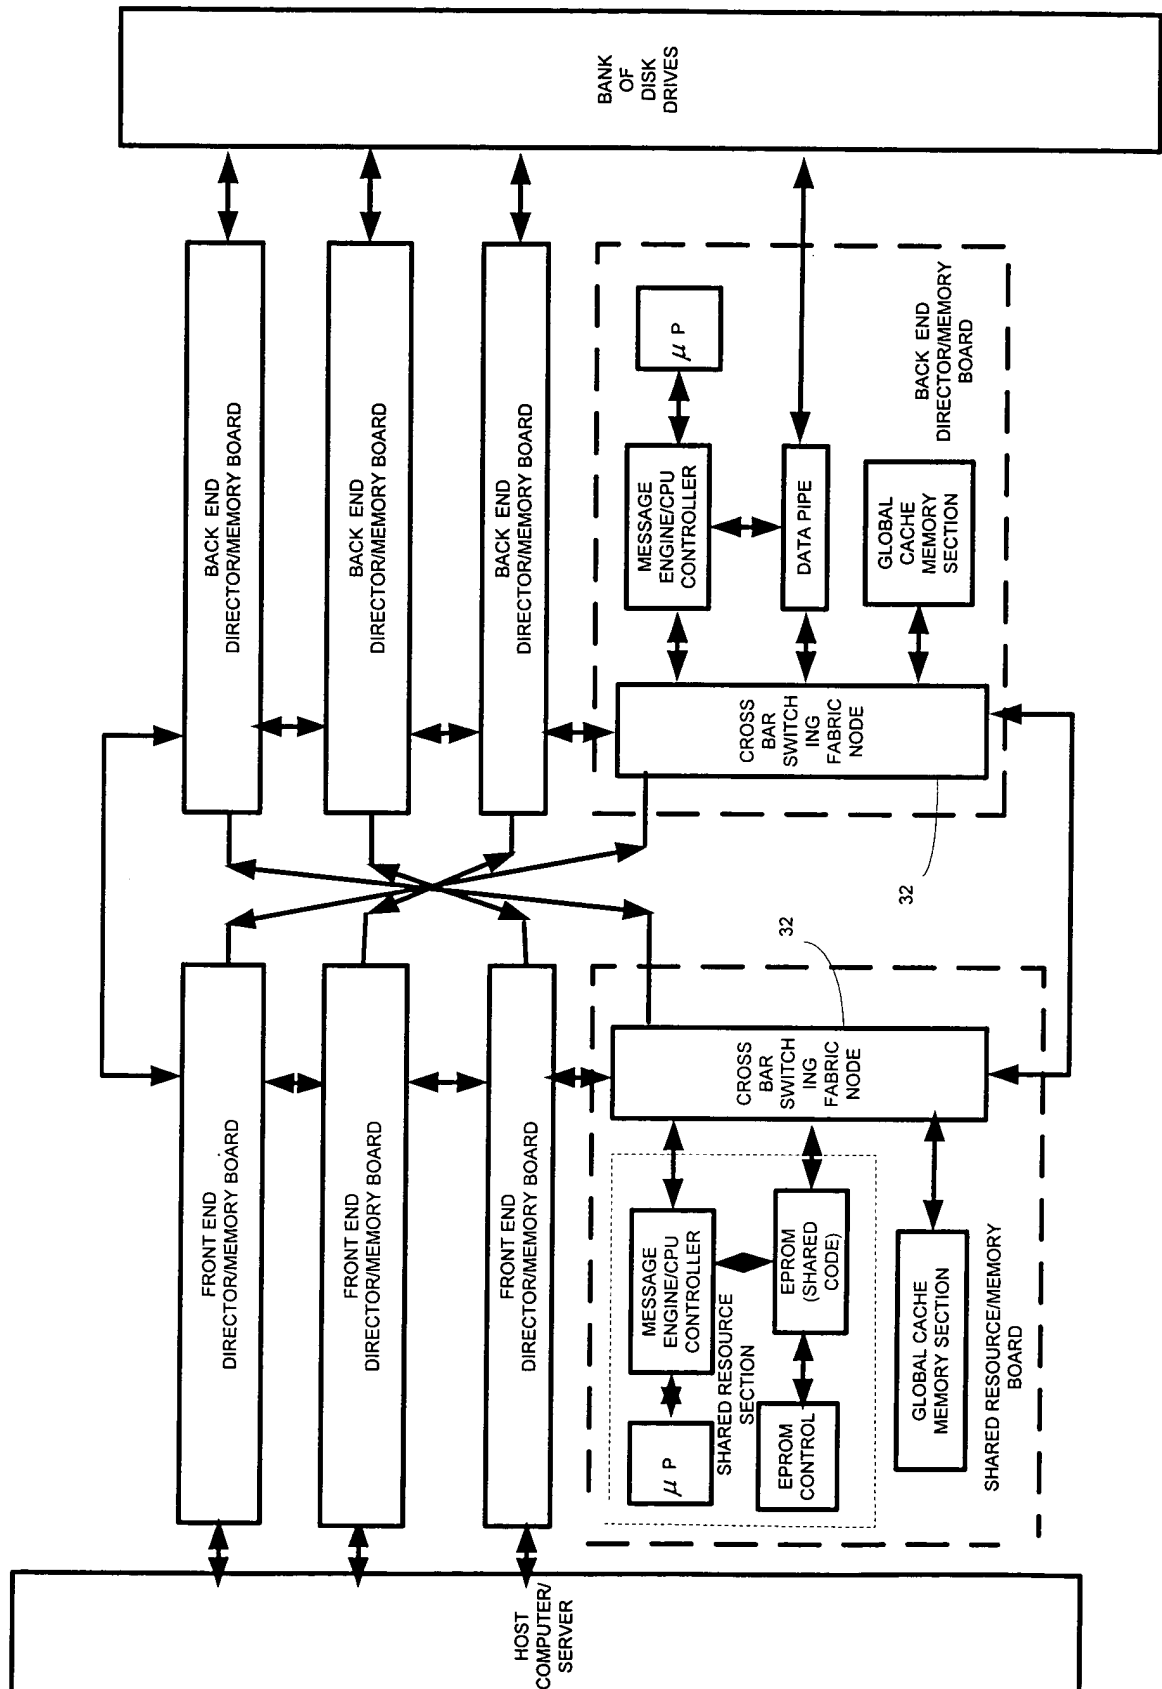 HOST
COMPUTER/
SERVER
FRONT END
DIRECTOR/MEMORY BOARD
FRONT END
DIRECTOR/MEMORY BOARD
FRONT END
DIRECTOR/MEMORY BOARD
μ P
MESSAGE
ENGINE/CPU
CONTROLLER
SHARED RESOURCE
SECTION
EPROM
CONTROL
EPROM
(SHARED
CODE)
GLOBAL CACHE
MEMORY SECTION
SHARED RESOURCE/MEMORY
BOARD
CROSS
BAR
SWITCH
ING
FABRIC
NODE
32
BACK END
DIRECTOR/MEMORY BOARD
BACK END
DIRECTOR/MEMORY BOARD
BACK END
DIRECTOR/MEMORY BOARD
CROSS
BAR
SWITCH
ING
FABRIC
NODE
32
MESSAGE
ENGINE/CPU
CONTROLLER
μ P
DATA PIPE
GLOBAL
CACHE
MEMORY
SECTION
BACK END
DIRECTOR/MEMORY
BOARD
BANK
OF
DISK
DRIVES